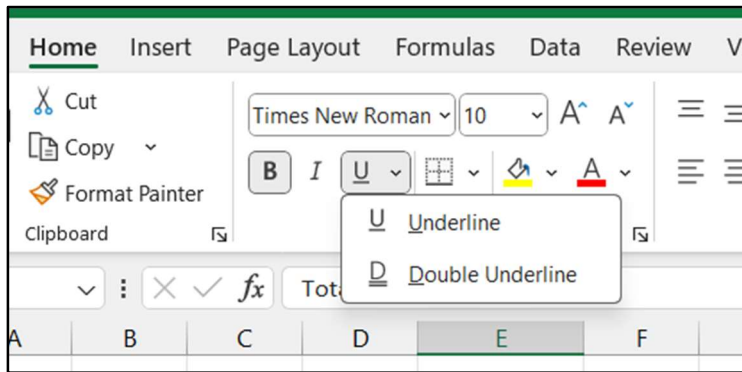 Home Insert Page Layout Formulas Data Review V
Cut
Times New Roman 10 A A
Copy
B I U A
Format Painter
U Underline
Clipboard
D Double Underline
fx Tot
A B C D E F